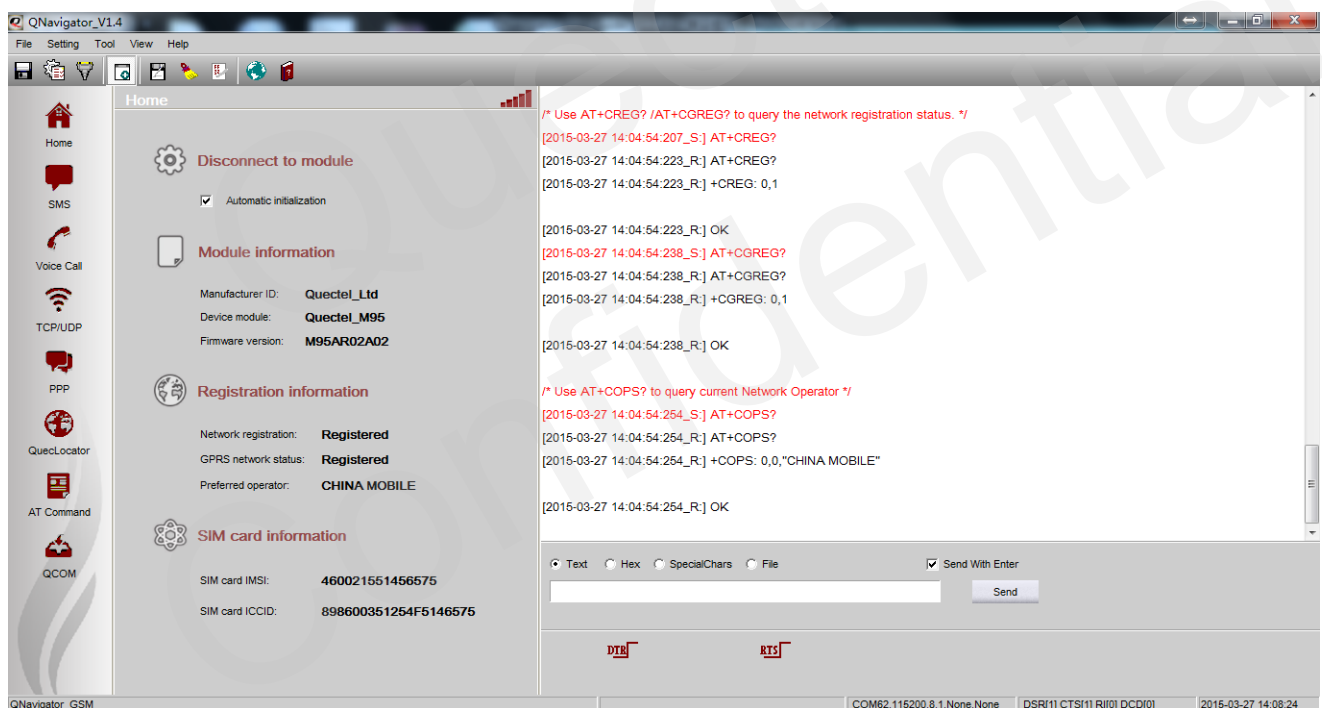 QNavigator_V1.4
File Setting Tool View Help
Home
SMS
Voice Call
TCP/UDP
PPP
QuecLocator
AT Command
QCOM
Home
Disconnect to module
Automatic initialization
Module information
Manufacturer ID: Quectel_Ltd
Device module: Quectel_M95
Firmware version: M95AR02A02
Registration information
Network registration: Registered
GPRS network status: Registered
Preferred operator: CHINA MOBILE
SIM card information
SIM card IMSI: 460021551456575
SIM card ICCID: 898600351254F5146575
/* Use AT+CREG? /AT+CGREG? to query the network registration status. */
[2015-03-27 14:04:54:207_S:] AT+CREG?
[2015-03-27 14:04:54:223_R:] AT+CREG?
[2015-03-27 14:04:54:223_R:] +CREG: 0,1
[2015-03-27 14:04:54:223_R:] OK
[2015-03-27 14:04:54:238_S:] AT+CGREG?
[2015-03-27 14:04:54:238_R:] AT+CGREG?
[2015-03-27 14:04:54:238_R:] +CGREG: 0,1
[2015-03-27 14:04:54:238_R:] OK
/* Use AT+COPS? to query current Network Operator */
[2015-03-27 14:04:54:254_S:] AT+COPS?
[2015-03-27 14:04:54:254_R:] AT+COPS?
[2015-03-27 14:04:54:254_R:] +COPS: 0,0,"CHINA MOBILE"
[2015-03-27 14:04:54:254_R:] OK
Text Hex SpecialChars File Send With Enter
Send
DTR RTS
QNavigator_GSM COM62,115200,8,1,None,None DSR[1] CTS[1] RI[0] DCD[0] 2015-03-27 14:08:24
Confidential